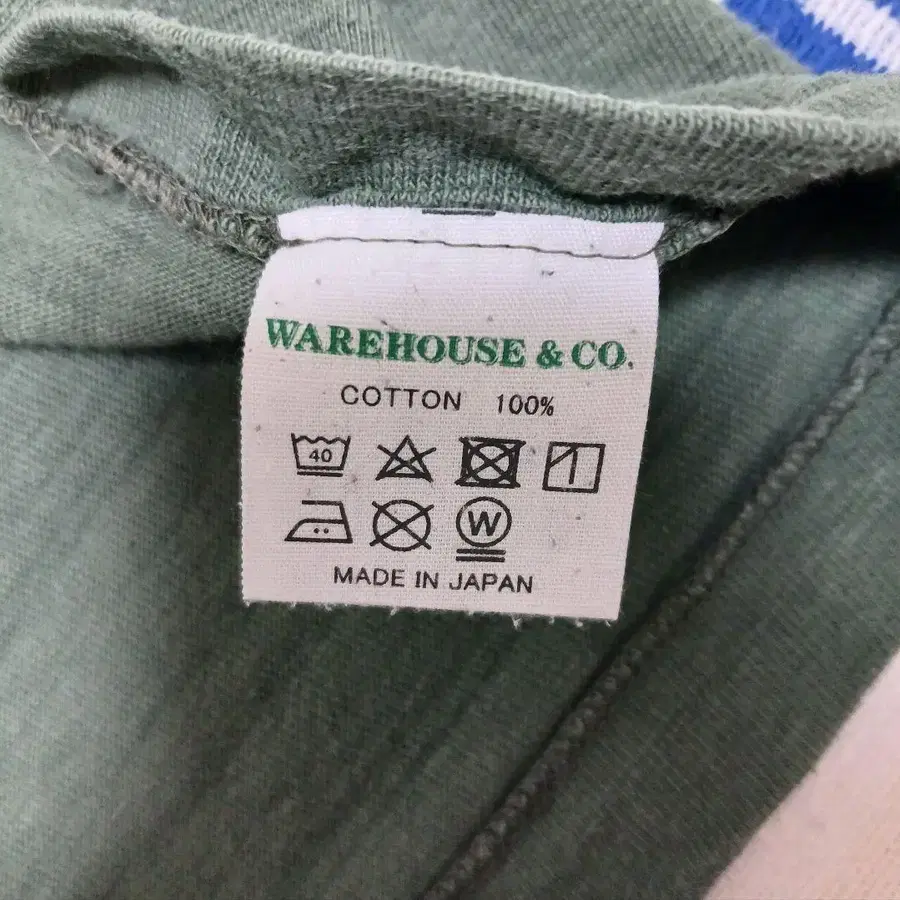 WAREHOUSE & CO.
COTTON 100%
40
W
MADE IN JAPAN